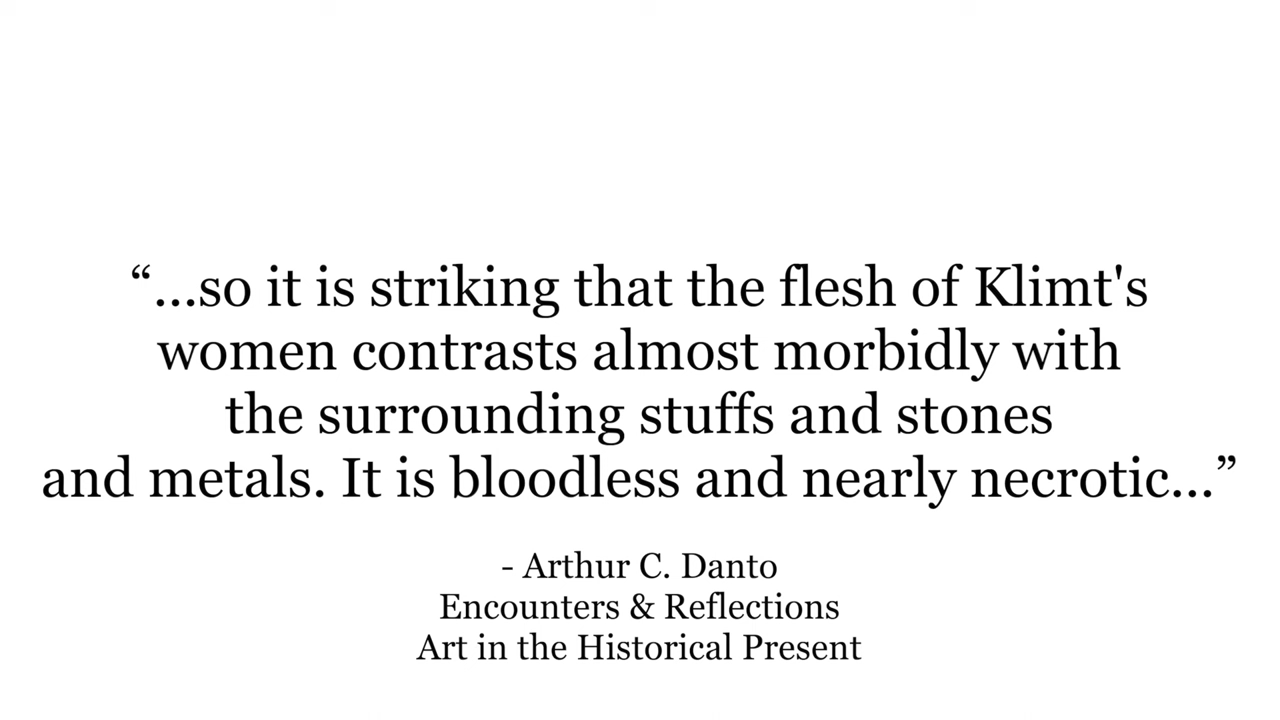 “...so it is striking that the flesh of Klimt's
women contrasts almost morbidly with
the surrounding stuffs and stones
and metals. It is bloodless and nearly necrotic...”
- Arthur C. Danto
Encounters & Reflections
Art in the Historical Present